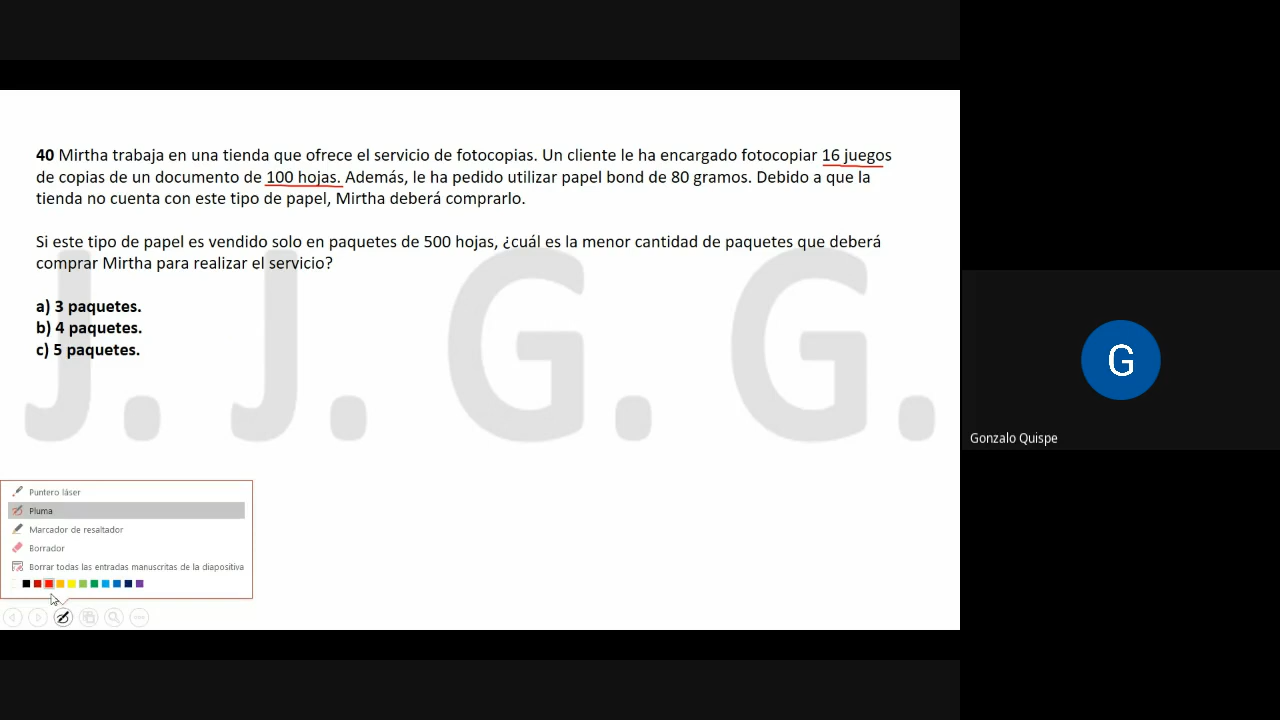 40 Mirtha trabaja en una tienda que ofrece el servicio de fotocopias. Un cliente le ha encargado fotocopiar 16 juegos
de copias de un documento de 100 hojas. Además, le ha pedido utilizar papel bond de 80 gramos. Debido a que la
tienda no cuenta con este tipo de papel, Mirtha deberá comprarlo.
Si este tipo de papel es vendido solo en paquetes de 500 hojas, ¿cuál es la menor cantidad de paquetes que deberá
comprar Mirtha para realizar el servicio?
a) 3 paquetes.
b) 4 paquetes.
c) 5 paquetes.
J. J. G. G.
Puntero láser
Pluma
Marcador de resaltador
Borrador
Borrar todas las entradas manuscritas de la diapositiva
G
Gonzalo Quispe